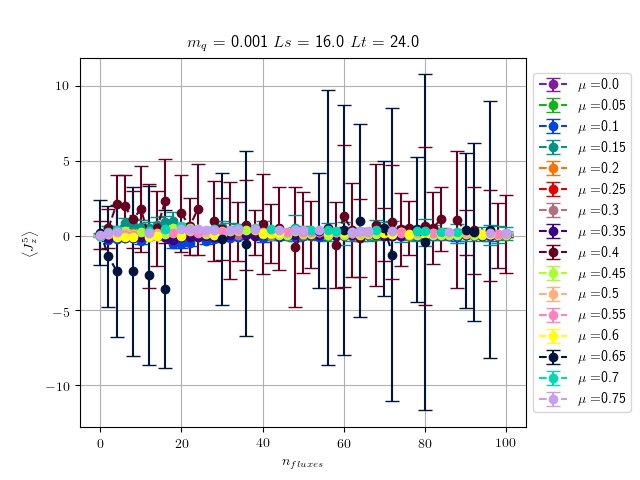 m_q = 0.001 Ls = 16.0 Lt = 24.0
⟨J_z^5⟩
10
5
0
−5
−10
0 20 40 60 80 100
n_{fluxes}
μ =0.0
μ =0.05
μ =0.1
μ =0.15
μ =0.2
μ =0.25
μ =0.3
μ =0.35
μ =0.4
μ =0.45
μ =0.5
μ =0.55
μ =0.6
μ =0.65
μ =0.7
μ =0.75